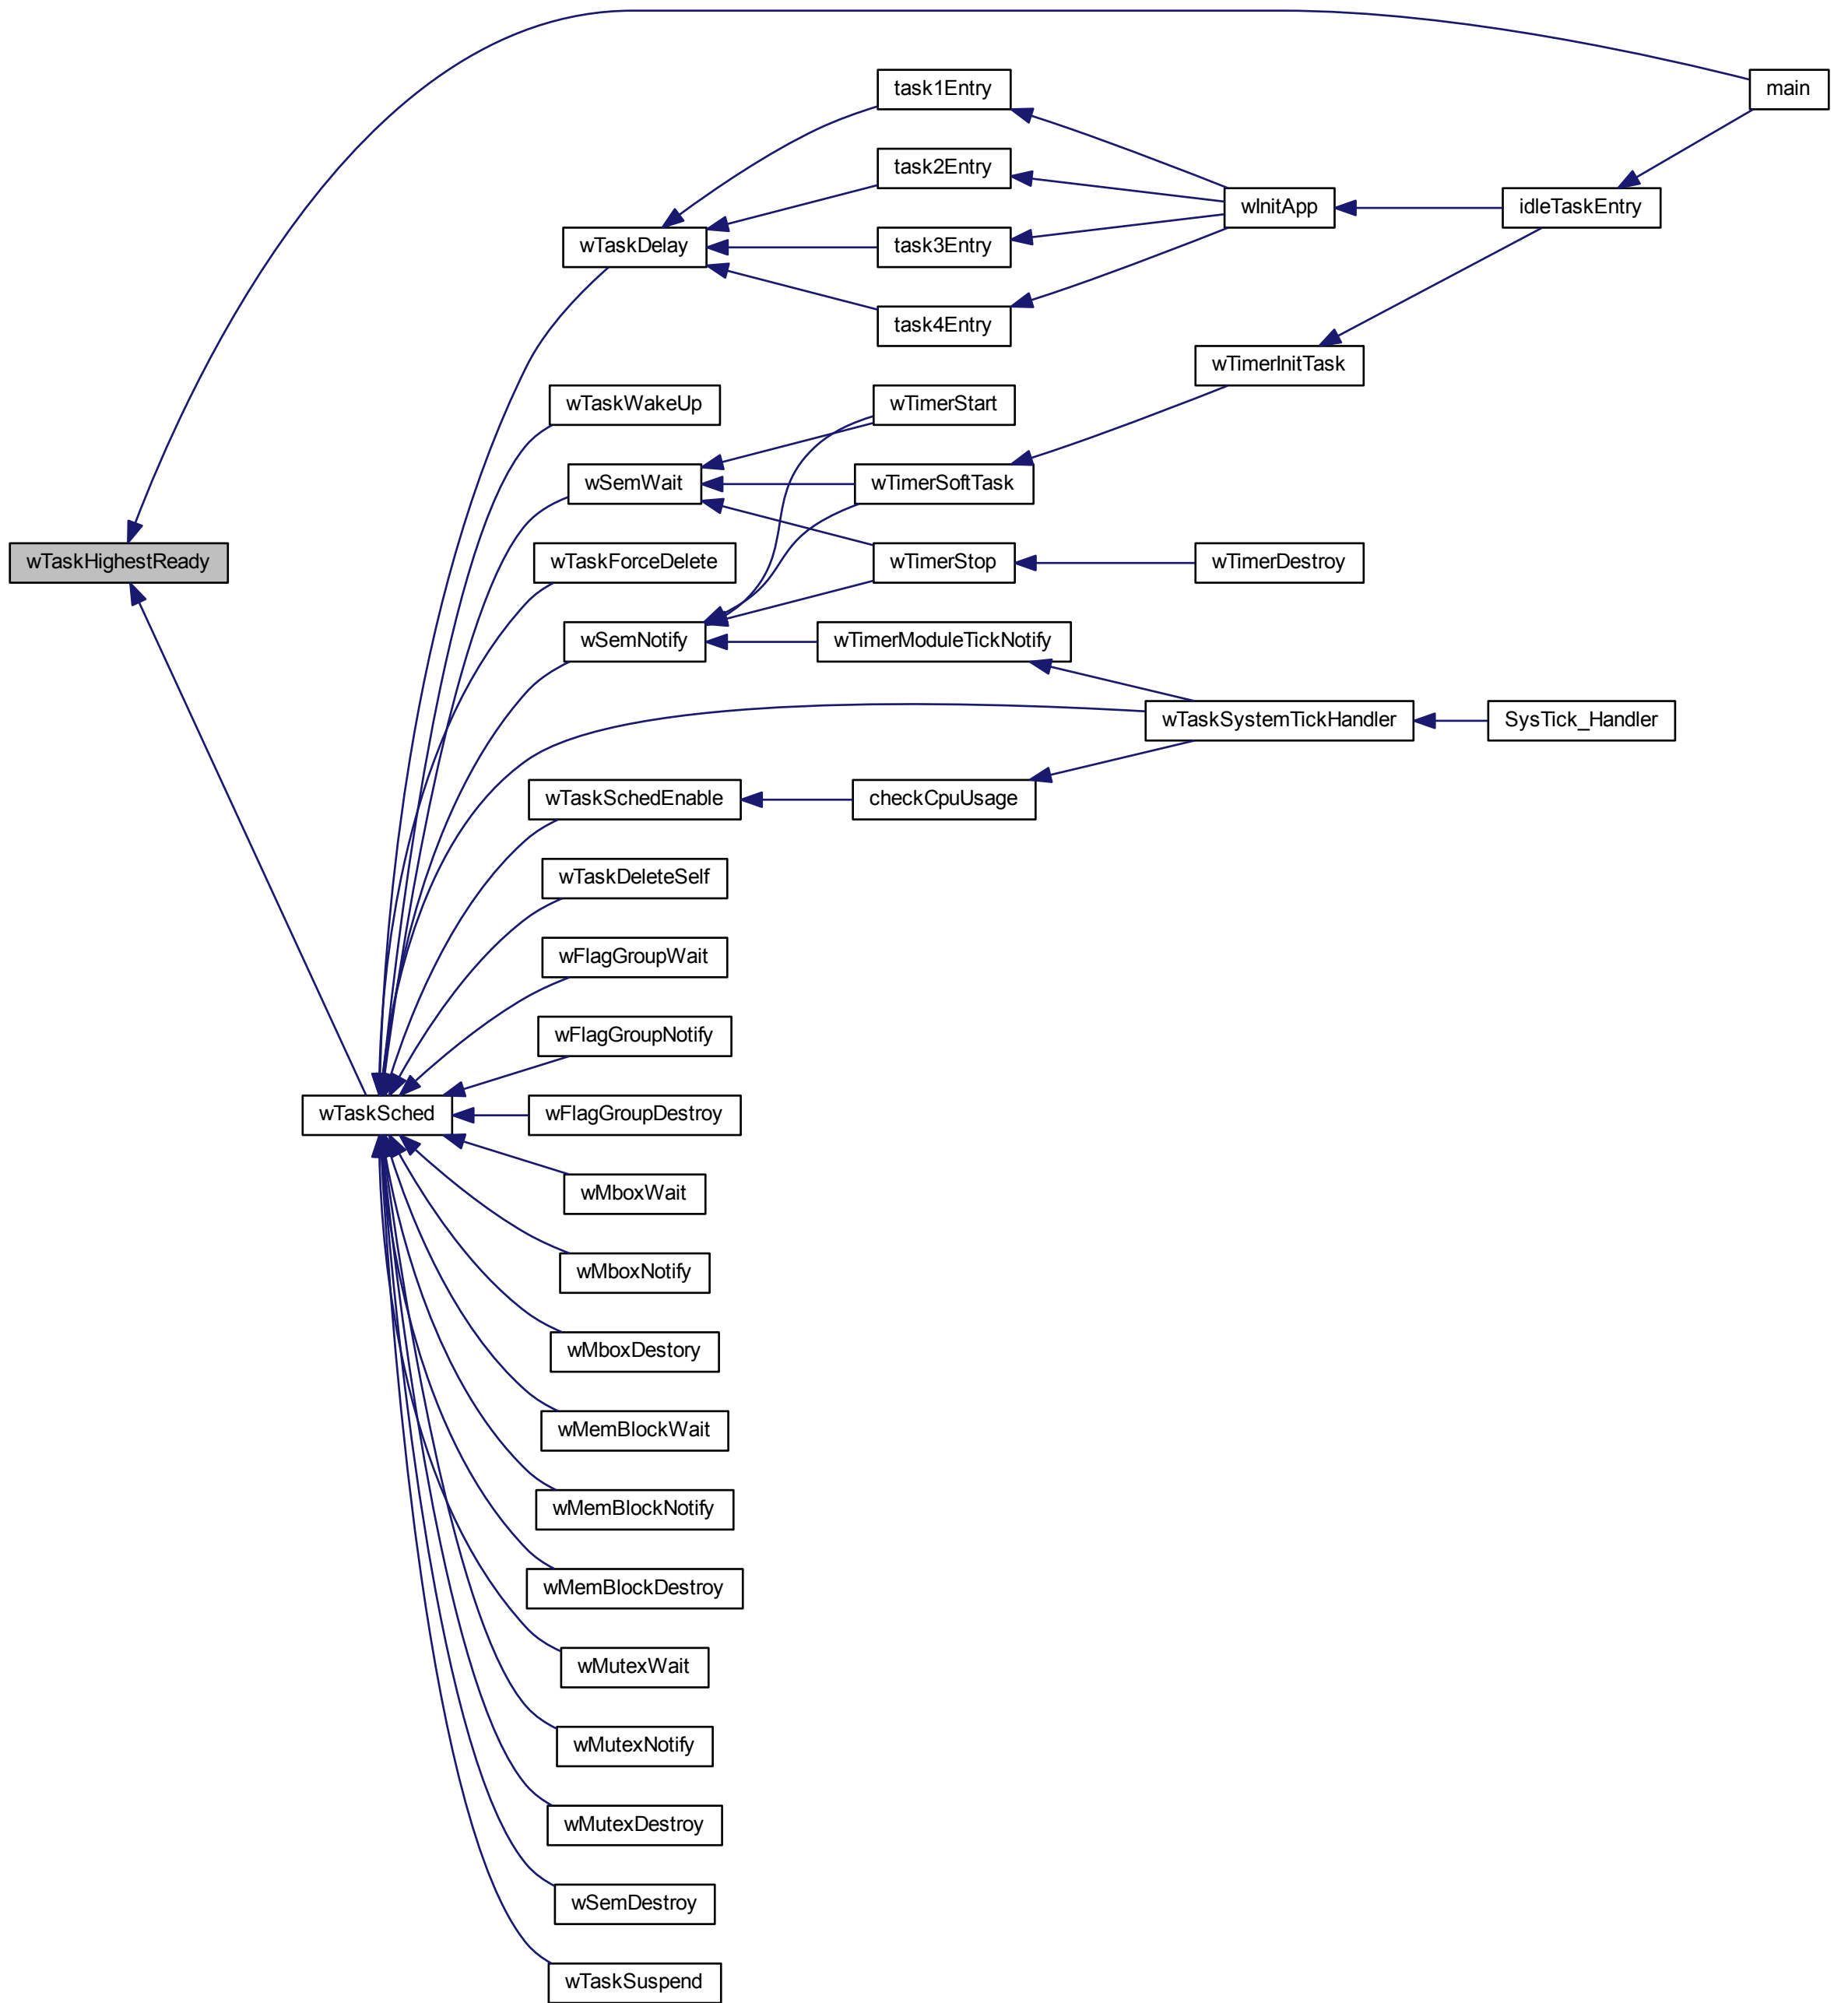 main
task1Entry
task2Entry
wInitApp
idleTaskEntry
wTaskDelay
task3Entry
task4Entry
wTimerInitTask
wTaskWakeUp
wTimerStart
wSemWait
wTimerSoftTask
wTaskHighestReady
wTaskForceDelete
wTimerStop
wTimerDestroy
wSemNotify
wTimerModuleTickNotify
wTaskSystemTickHandler
SysTick_Handler
wTaskSchedEnable
checkCpuUsage
wTaskDeleteSelf
wFlagGroupWait
wFlagGroupNotify
wTaskSched
wFlagGroupDestroy
wMboxWait
wMboxNotify
wMboxDestory
wMemBlockWait
wMemBlockNotify
wMemBlockDestroy
wMutexWait
wMutexNotify
wMutexDestroy
wSemDestroy
wTaskSuspend